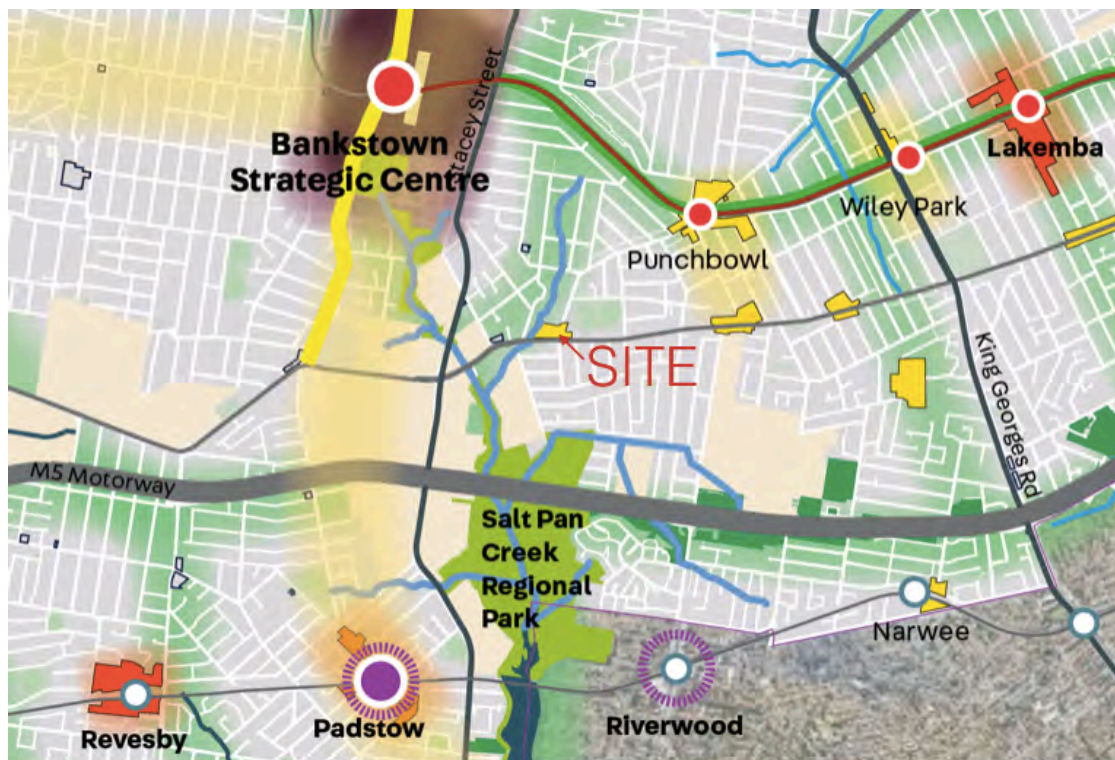 Stacey Street
Bankstown
Strategic Centre
Lakemba
Wiley Park
Punchbowl
SITE
King Georges Rd
M5 Motorway
Salt Pan
Creek
Regional
Park
Narwee
Revesby
Padstow
Riverwood